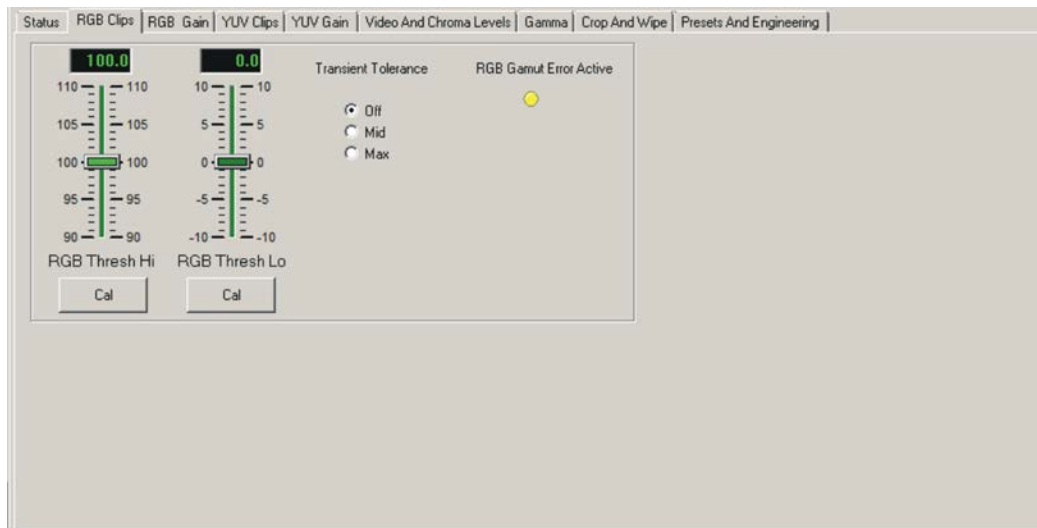 Status RGB Clips RGB Gain YUV Clips YUV Gain Video And Chroma Levels Gamma Crop And Wipe Presets And Engineering
100.0 0.0 Transient Tolerance RGB Gamut Error Active
110 110 10 10
Off
105 105 5 5
Mid
Max
100 100 0 0
95 95 -5 -5
90 90 -10 -10
RGB Thresh Hi RGB Thresh Lo
Cal Cal